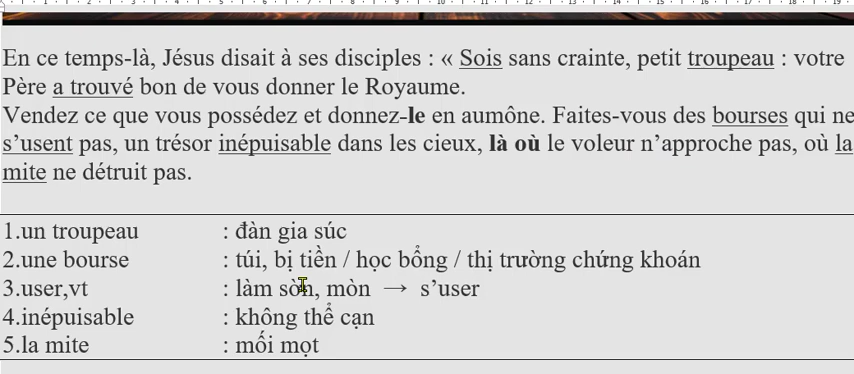 En ce temps-là, Jésus disait à ses disciples : « Sois sans crainte, petit troupeau : votre
Père a trouvé bon de vous donner le Royaume.
Vendez ce que vous possédez et donnez-le en aumône. Faites-vous des bourses qui ne
s’usent pas, un trésor inépuisable dans les cieux, là où le voleur n’approche pas, où la
mite ne détruit pas.
1.un troupeau : đàn gia súc
2.une bourse : túi, bị tiền / học bổng / thị trường chứng khoán
3.user,vt : làm sờn, mòn → s’user
4.inépuisable : không thể cạn
5.la mite : mối mọt